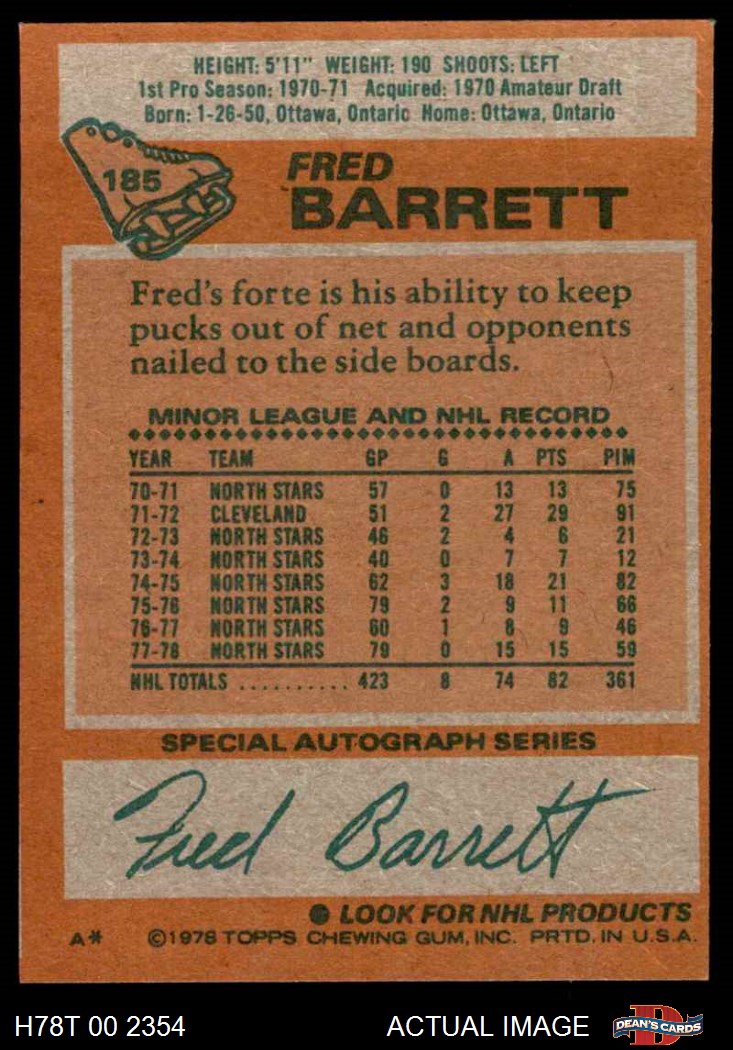 HEIGHT: 5'11" WEIGHT: 190 SHOOTS: LEFT
1st Pro Season: 1970-71 Acquired: 1970 Amateur Draft
Born: 1-26-50, Ottawa, Ontario Home: Ottawa, Ontario
185
FRED
BARRETT
Fred's forte is his ability to keep
pucks out of net and opponents
nailed to the side boards.
MINOR LEAGUE AND NHL RECORD
YEAR TEAM GP G A PTS PIM
70-71 NORTH STARS 57 0 13 13 75
71-72 CLEVELAND 51 2 27 29 91
72-73 NORTH STARS 46 2 4 6 21
73-74 NORTH STARS 40 0 7 7 12
74-75 NORTH STARS 62 3 18 21 82
75-76 NORTH STARS 79 2 9 11 66
76-77 NORTH STARS 60 1 8 9 46
77-78 NORTH STARS 79 0 15 15 59
NHL TOTALS .......... 423 8 74 82 361
SPECIAL AUTOGRAPH SERIES
Fred Barrett
● LOOK FOR NHL PRODUCTS
A* ©1978 TOPPS CHEWING GUM, INC. PRTD. IN U.S.A.
H78T 00 2354 ACTUAL IMAGE DEAN'S CARDS